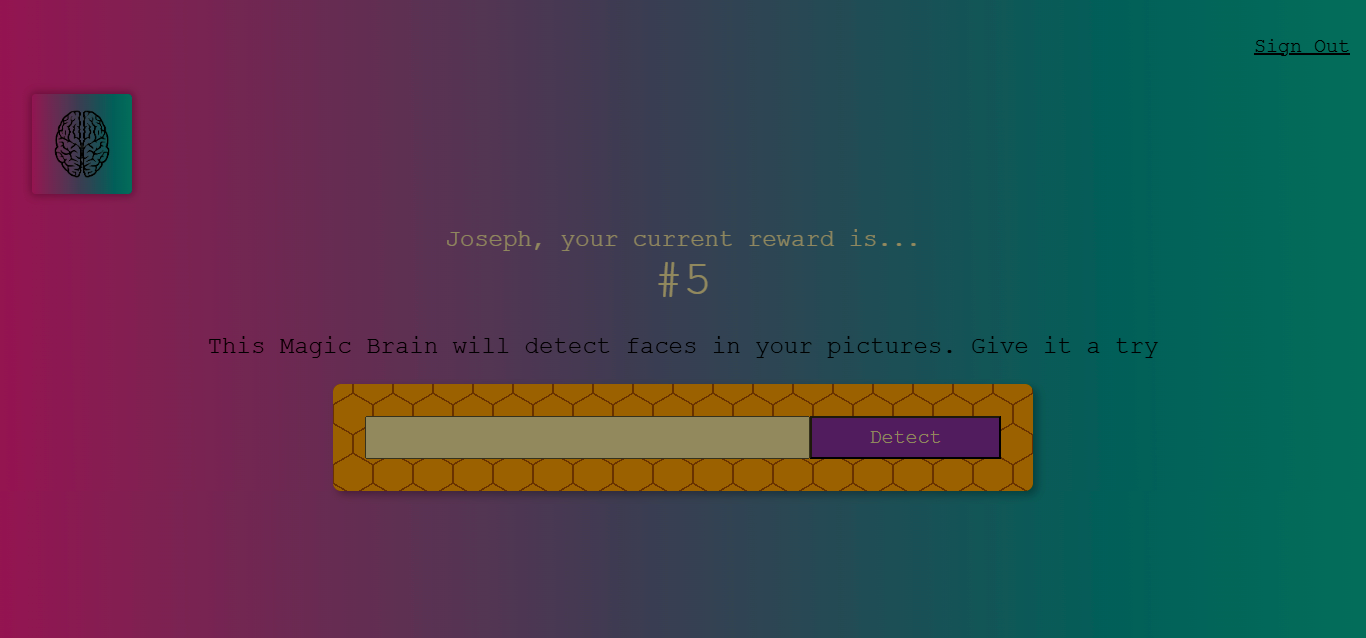 Sign Out
Joseph, your current reward is...
#5
This Magic Brain will detect faces in your pictures. Give it a try
Detect